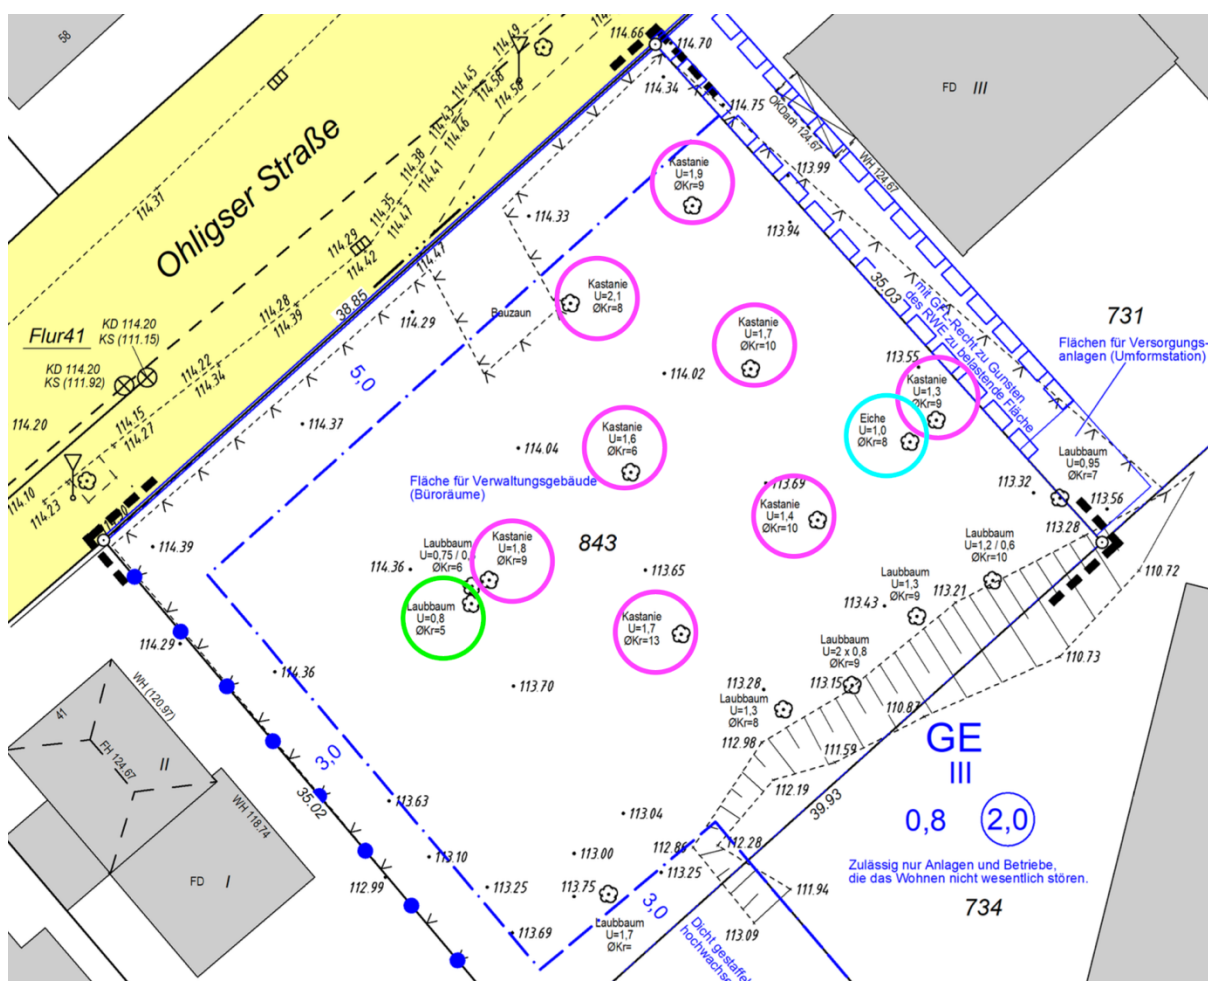 58
114.66
114.70
114.49
114.45
114.58
114.58
114.43
114.46
114.34
114.75
OKDach 124.67
WH 124.67
FD III
114.38
114.41
Ohligser Straße
114.31
114.35
114.47
114.29
114.42
114.47
38.85
114.28
114.39
114.33
Kastanie
U=1,9
ØKr=9
113.99
113.94
35.03
mit GFL-Recht zu Gunsten
des RWE zu belastende Fläche
731
Flächen für Versorgungs-
anlagen (Umformstation)
Kastanie
U=2,1
ØKr=8
Bauzaun
114.29
Kastanie
U=1,7
ØKr=10
113.55
Kastanie
U=1,3
ØKr=9
Eiche
U=1,0
ØKr=8
Flur41
KD 114.20
KS (111.15)
KD 114.20
KS (111.92)
114.22
114.34
114.15
114.27
114.20
114.10
114.23
5,0
114.02
114.37
114.04
Kastanie
U=1,6
ØKr=6
Fläche für Verwaltungsgebäude
(Büroräume)
113.69
Kastanie
U=1,4
ØKr=10
Laubbaum
U=0,95
ØKr=7
113.32
113.56
113.28
114.39
114.36
Laubbaum
U=0,75 / 0,
ØKr=6
Kastanie
U=1,8
ØKr=9
843
113.65
Laubbaum
U=1,2 / 0,6
ØKr=10
110.72
Laubbaum
U=1,3
ØKr=9
113.21
113.43
Laubbaum
U=0,8
ØKr=5
Kastanie
U=1,7
ØKr=13
Laubbaum
U=2 x 0,8
ØKr=9
113.15
110.73
114.29
114.36
113.70
113.28
Laubbaum
U=1,3
ØKr=8
110.87
WH (120.97)
41
FH 124.67
II
WH 118.74
FD I
35.02
3,0
112.98
111.59
112.19
39.93
GE
III
0,8
2,0
Zulässig nur Anlagen und Betriebe,
die das Wohnen nicht wesentlich stören.
734
113.63
113.04
113.10
112.99
113.00
112.86
112.28
113.25
113.75
113.25
111.94
113.69
Laubbaum
U=1,7
ØKr=
3,0
113.09
Dicht gestaffel
hochwachse